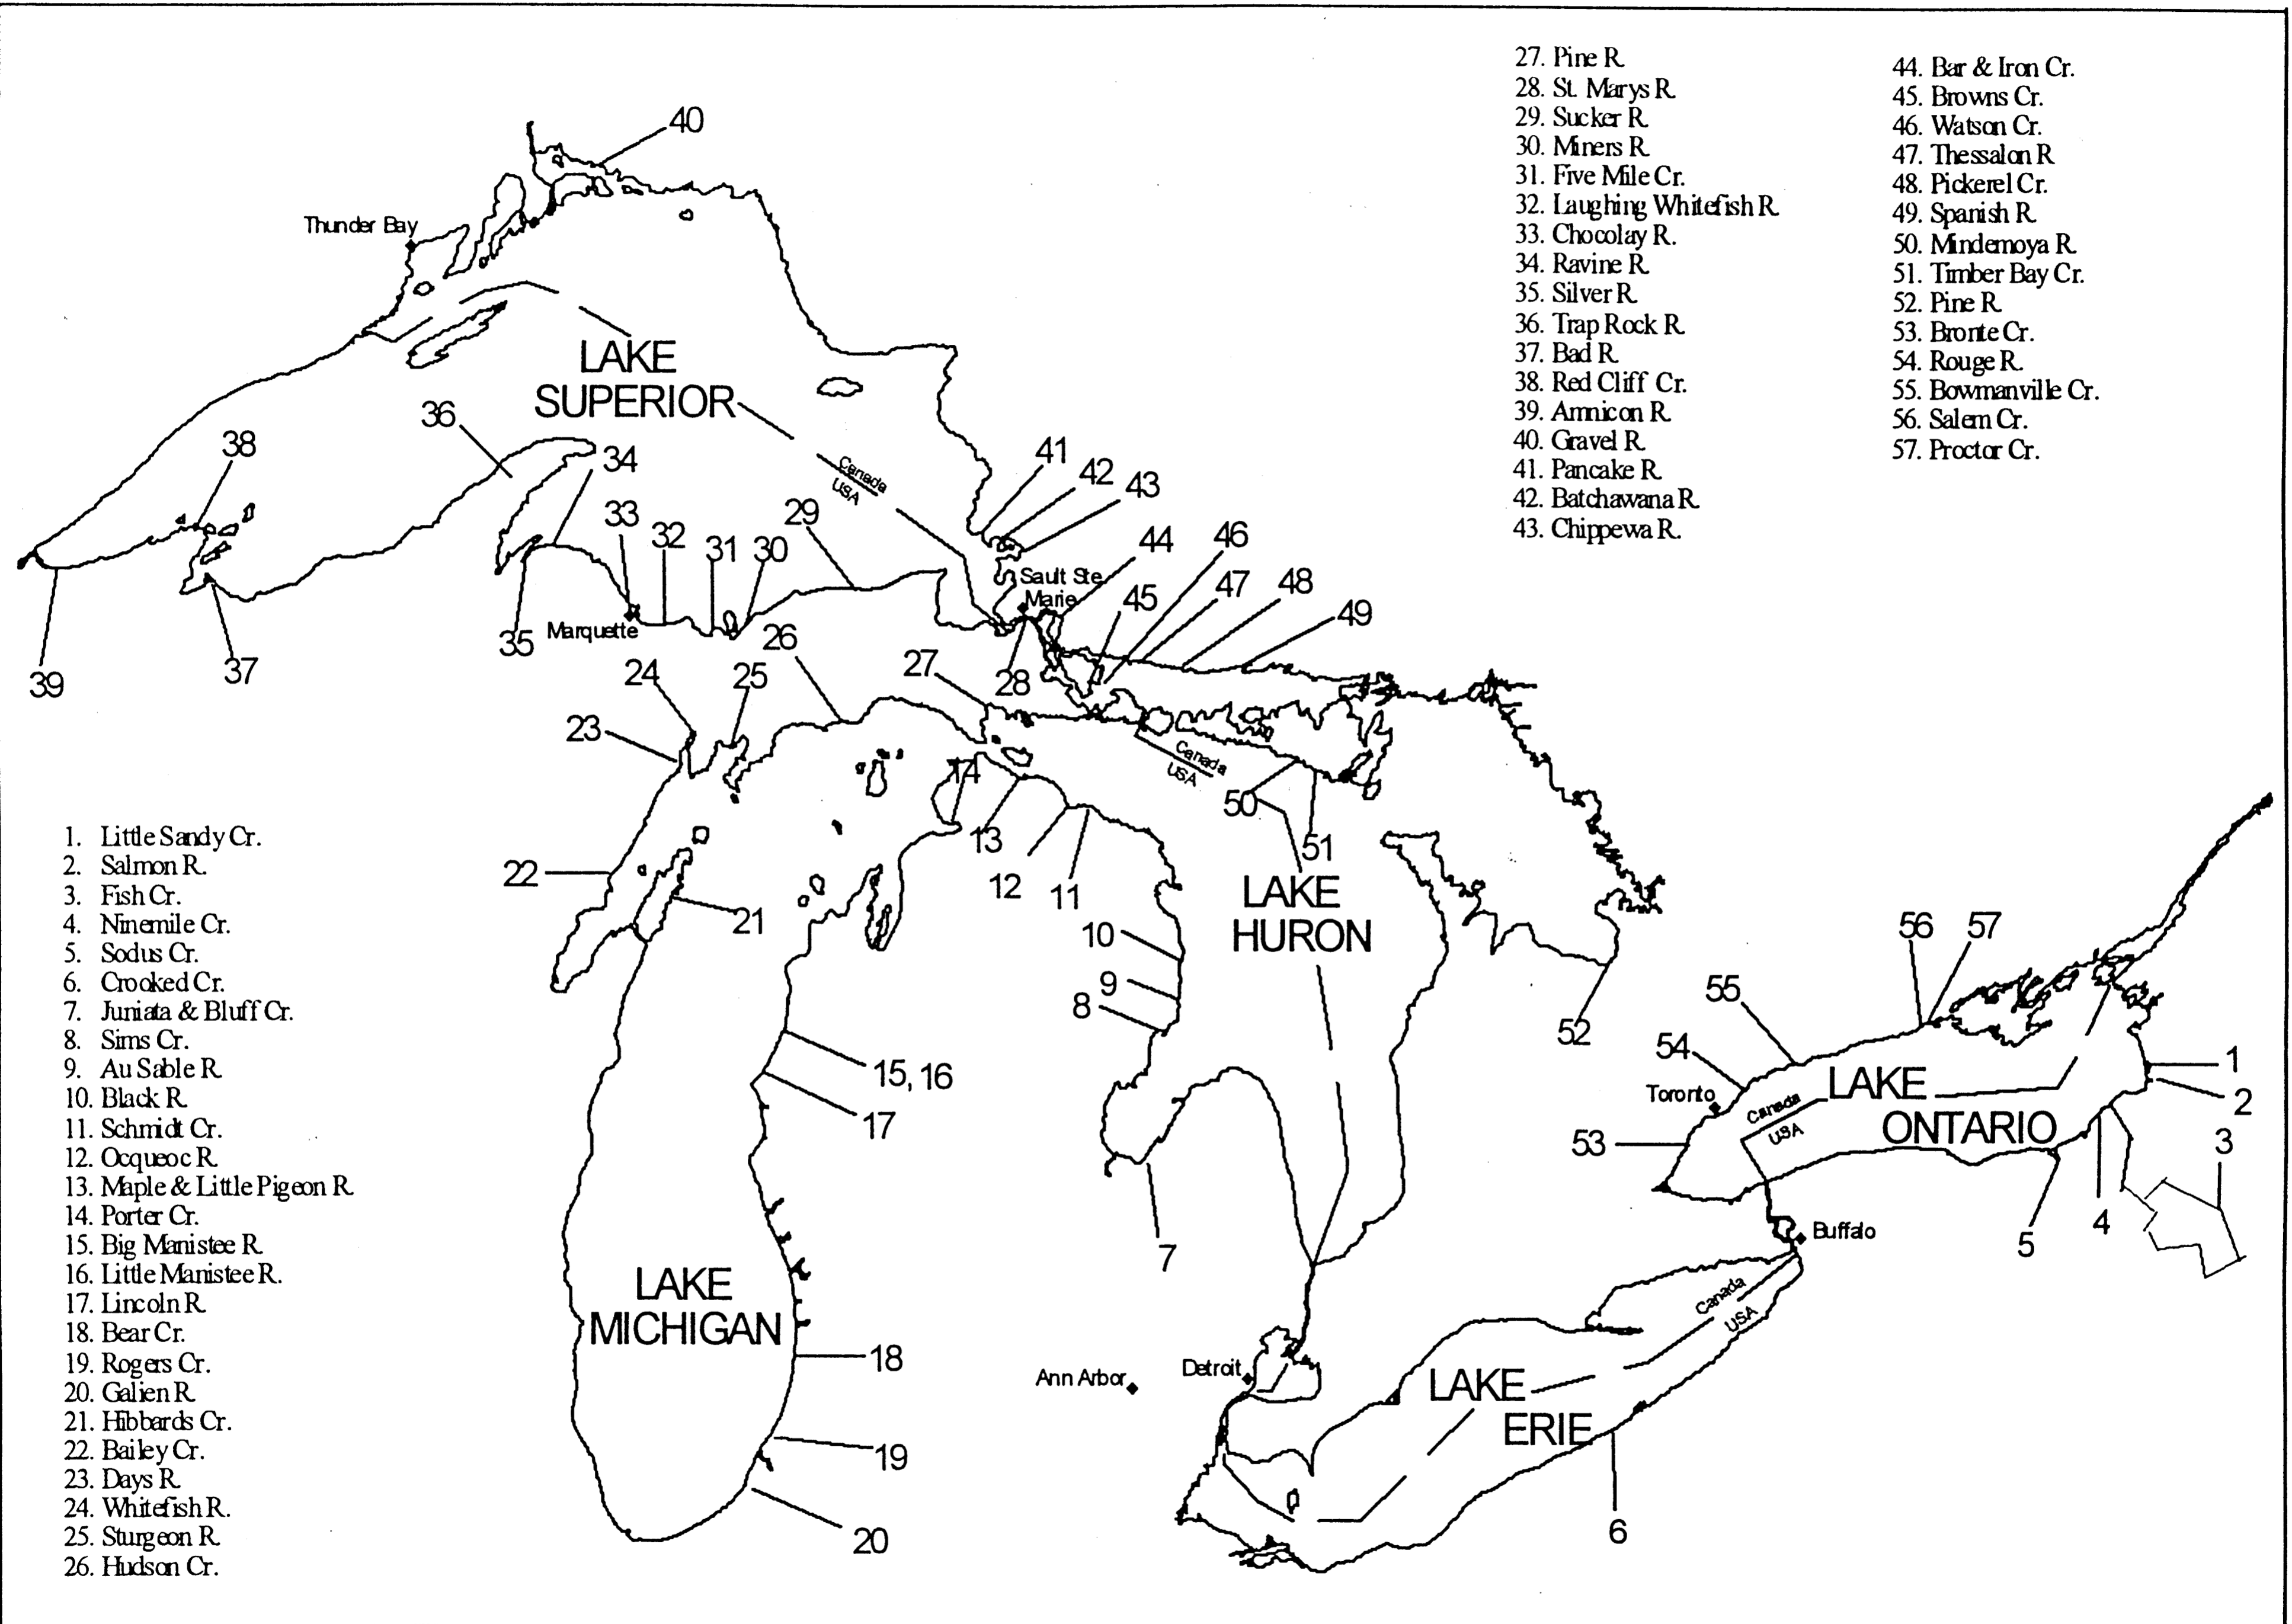 27. Pine R.
28. St. Marys R.
29. Sucker R.
30. Miners R.
31. Five Mile Cr.
32. Laughing Whitefish R.
33. Chocolay R.
34. Ravine R.
35. Silver R.
36. Trap Rock R.
37. Bad R.
38. Red Cliff Cr.
39. Amnicon R.
40. Gravel R.
41. Pancake R.
42. Batchawana R.
43. Chippewa R.
44. Bar & Iron Cr.
45. Browns Cr.
46. Watson Cr.
47. Thessalon R
48. Pickerel Cr.
49. Spanish R.
50. Mindemoya R.
51. Timber Bay Cr.
52. Pine R.
53. Bronte Cr.
54. Rouge R.
55. Bowmanville Cr.
56. Salem Cr.
57. Proctor Cr.
40
Thunder Bay
LAKE
SUPERIOR
36
38
34
Canada
USA
41
42
43
33
32
31
30
29
44
46
Sault Ste.
Marie
45
47
48
49
39
37
35
Marquette
26
24
25
27
28
23
14
Canada
USA
50
13
51
22
12
11
21
LAKE
HURON
10
9
8
52
56
57
55
54
Toronto
Canada
USA
LAKE
ONTARIO
1
2
3
53
15, 16
17
7
4
5
Buffalo
LAKE
MICHIGAN
Canada
USA
18
Ann Arbor
Detroit
LAKE
ERIE
19
20
6
1. Little Sandy Cr.
2. Salmon R.
3. Fish Cr.
4. Ninemile Cr.
5. Sodus Cr.
6. Crooked Cr.
7. Juniata & Bluff Cr.
8. Sims Cr.
9. Au Sable R.
10. Black R.
11. Schmidt Cr.
12. Ocqueoc R.
13. Maple & Little Pigeon R.
14. Porter Cr.
15. Big Manistee R.
16. Little Manistee R.
17. Lincoln R.
18. Bear Cr.
19. Rogers Cr.
20. Galien R.
21. Hibbards Cr.
22. Bailey Cr.
23. Days R.
24. Whitefish R.
25. Sturgeon R.
26. Hudson Cr.